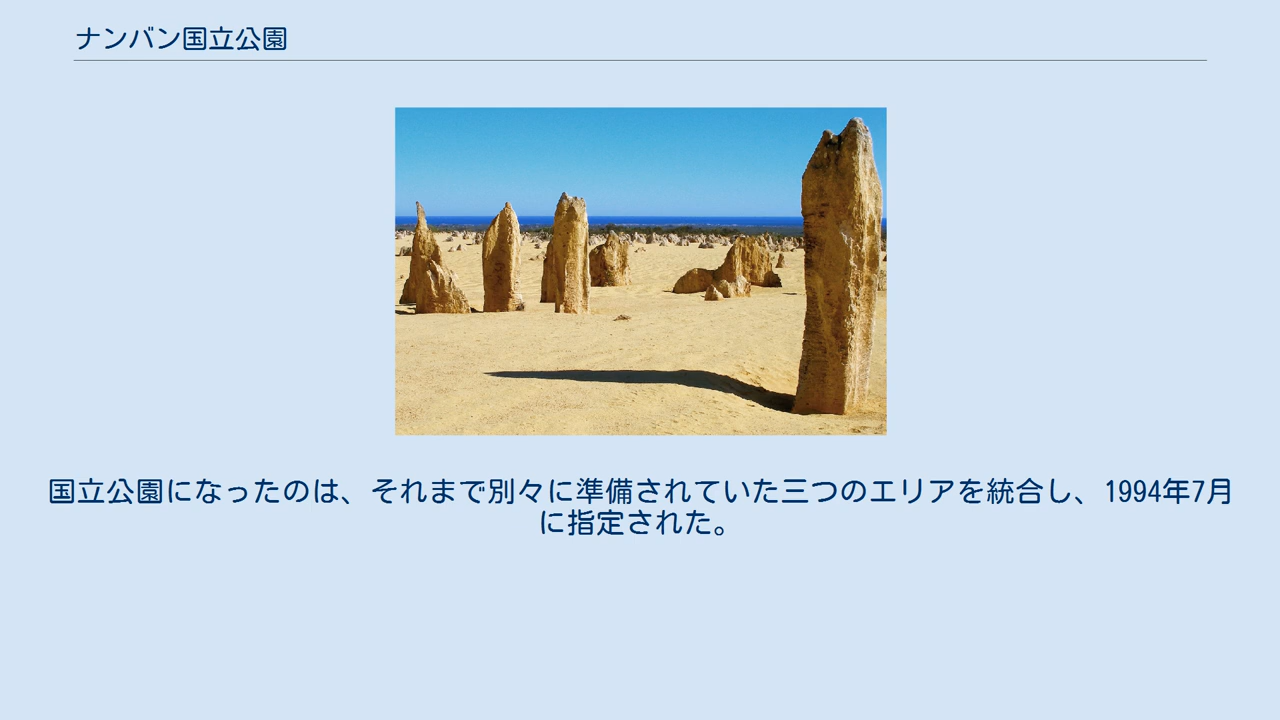 ナンバン国立公園
国立公園になったのは、それまで別々に準備されていた三つのエリアを統合し、1994年7月
に指定された。